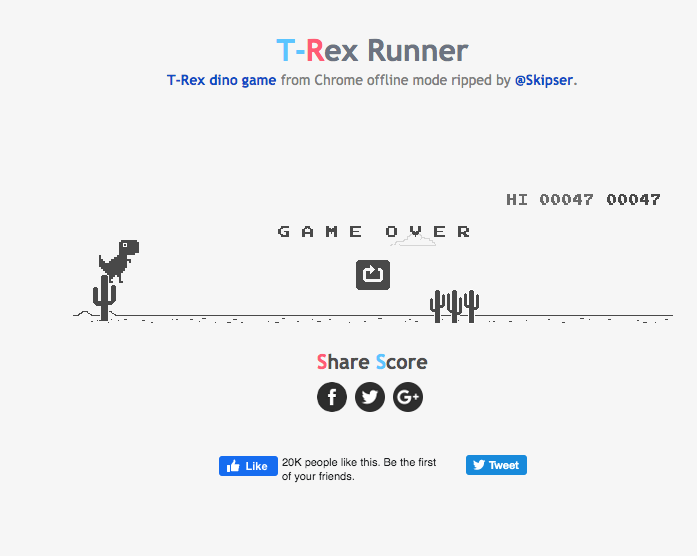 T-Rex Runner
T-Rex dino game from Chrome offline mode ripped by @Skipser.
HI 00047 00047
GAME OVER
Share Score
f G+
Like 20K people like this. Be the first
of your friends.
Tweet